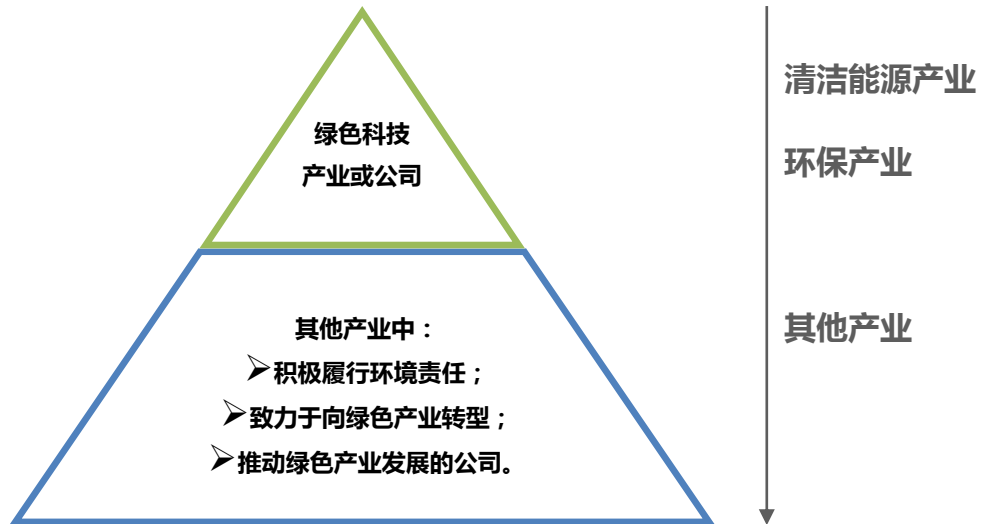 绿色科技
产业或公司
其他产业中：
➢积极履行环境责任；
➢致力于向绿色产业转型；
➢推动绿色产业发展的公司。
清洁能源产业
环保产业
其他产业